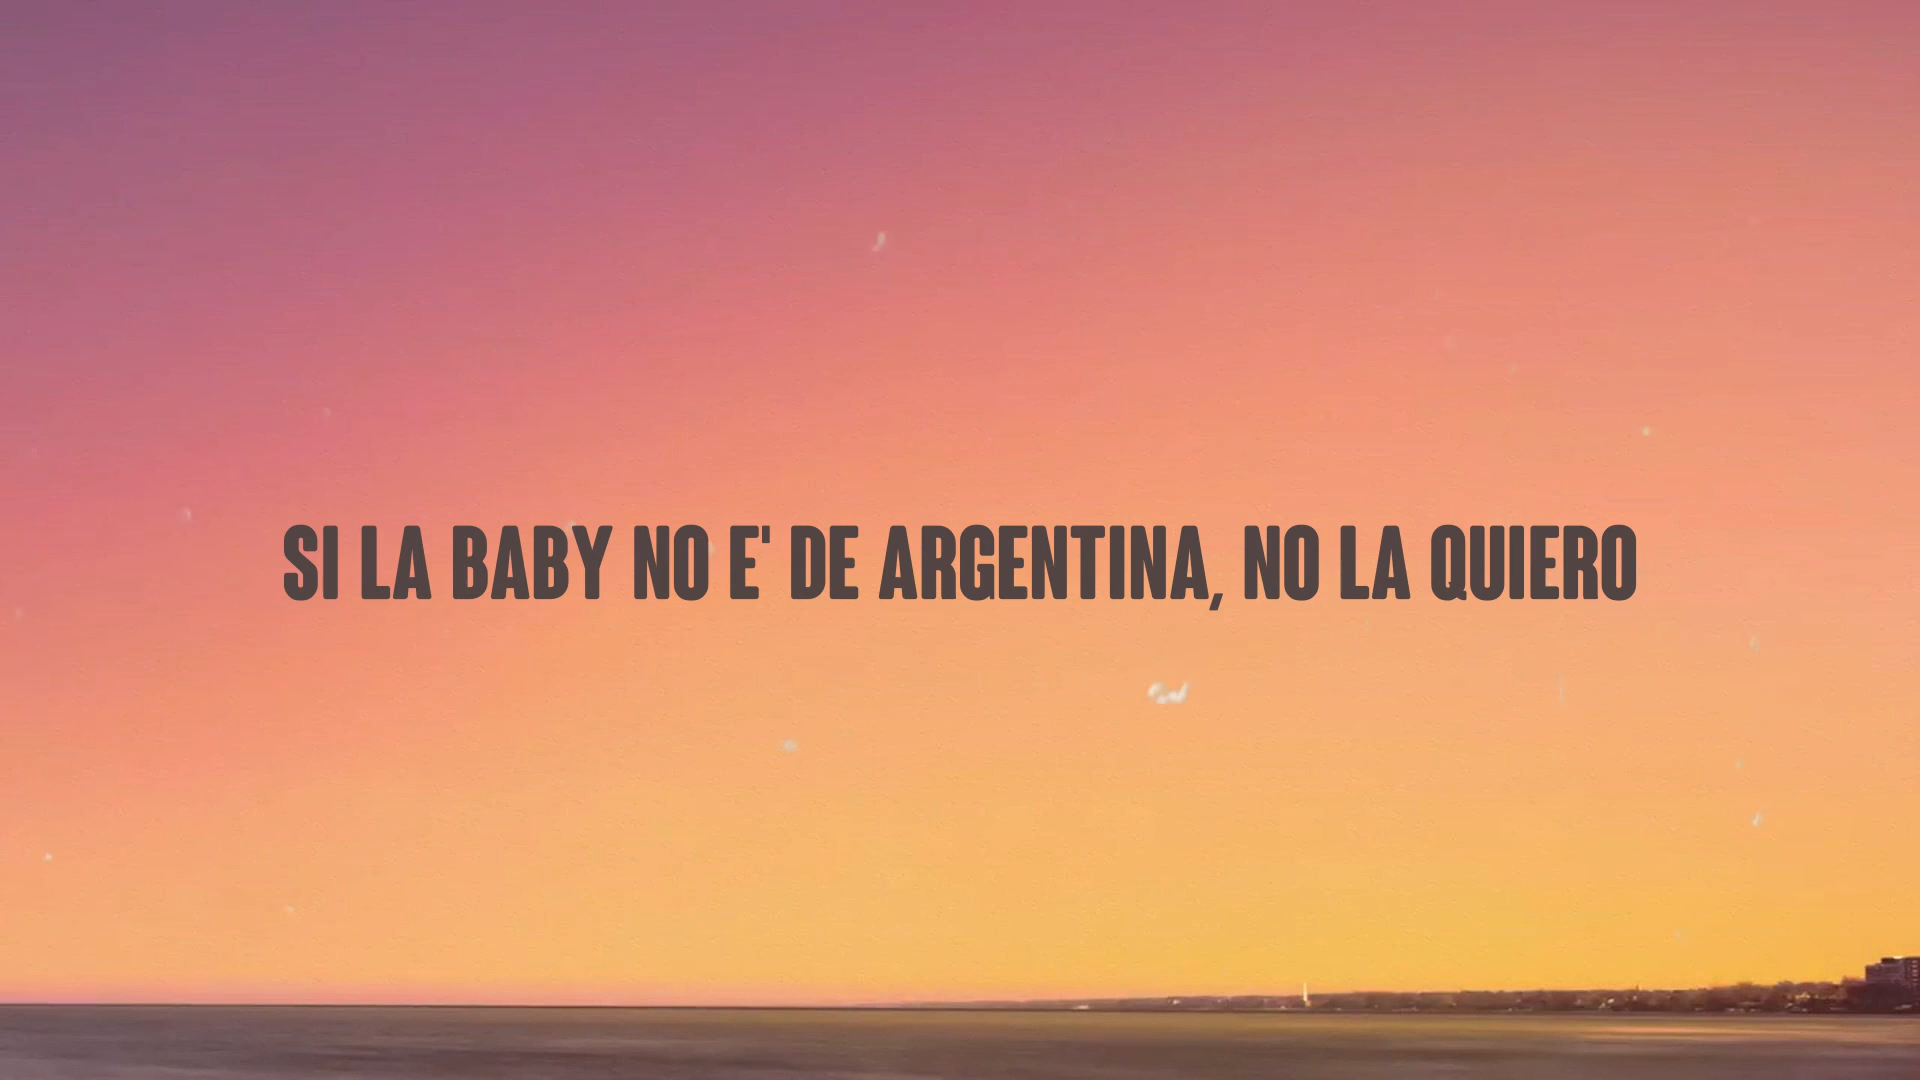 SI LA BABY NO E' DE ARGENTINA, NO LA QUIERO